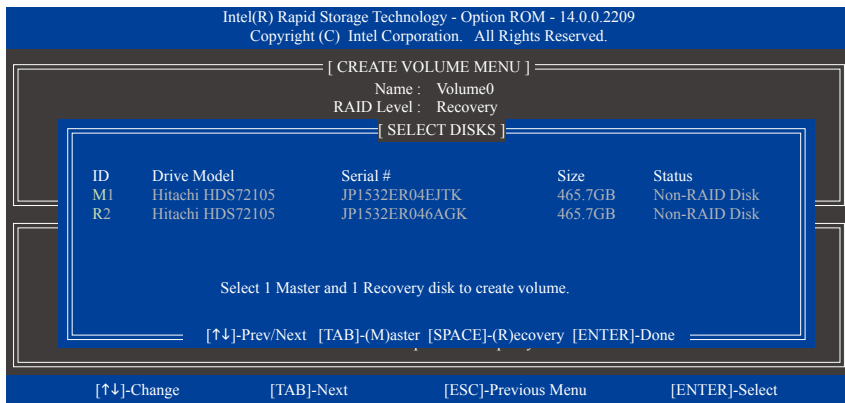 Intel(R) Rapid Storage Technology - Option ROM - 14.0.0.2209
Copyright (C) Intel Corporation. All Rights Reserved.
[ CREATE VOLUME MENU ]
Name : Volume0
RAID Level : Recovery
[ SELECT DISKS ]
ID Drive Model Serial # Size Status
M1 Hitachi HDS72105 JP1532ER04EJTK 465.7GB Non-RAID Disk
R2 Hitachi HDS72105 JP1532ER046AGK 465.7GB Non-RAID Disk
Select 1 Master and 1 Recovery disk to create volume.
[↑↓]-Prev/Next [TAB]-(M)aster [SPACE]-(R)ecovery [ENTER]-Done
[↑↓]-Change [TAB]-Next [ESC]-Previous Menu [ENTER]-Select